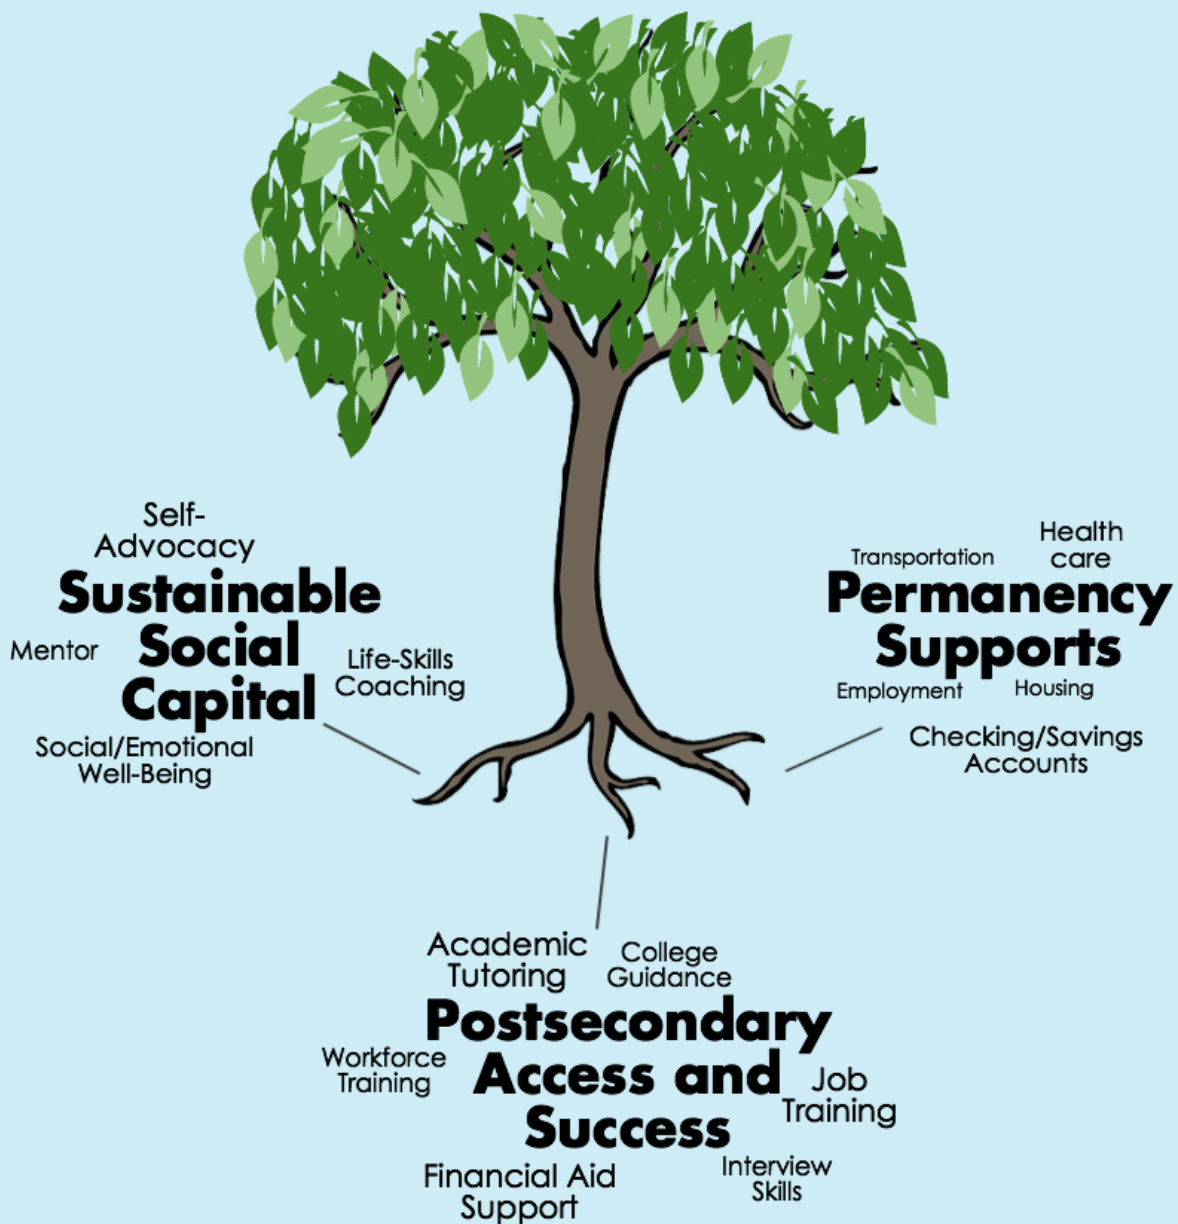 Self-
Advocacy
Sustainable
Social
Capital
Mentor
Life-Skills
Coaching
Social/Emotional
Well-Being
Transportation
Health
care
Permanency
Supports
Employment
Housing
Checking/Savings
Accounts
Academic
Tutoring
College
Guidance
Postsecondary
Access and
Success
Workforce
Training
Job
Training
Financial Aid
Support
Interview
Skills